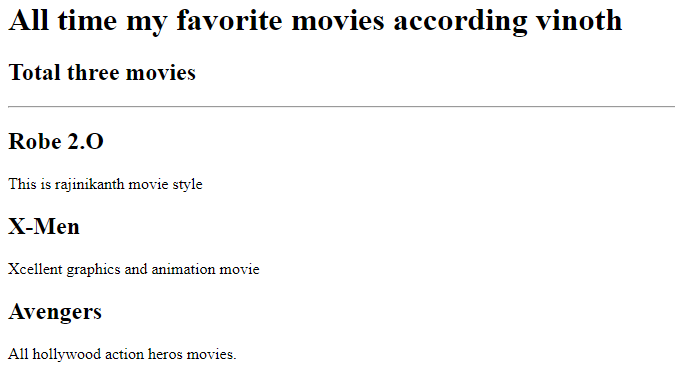 All time my favorite movies according vinoth
Total three movies
Robe 2.O
This is rajinikanth movie style
X-Men
Xcellent graphics and animation movie
Avengers
All hollywood action heros movies.